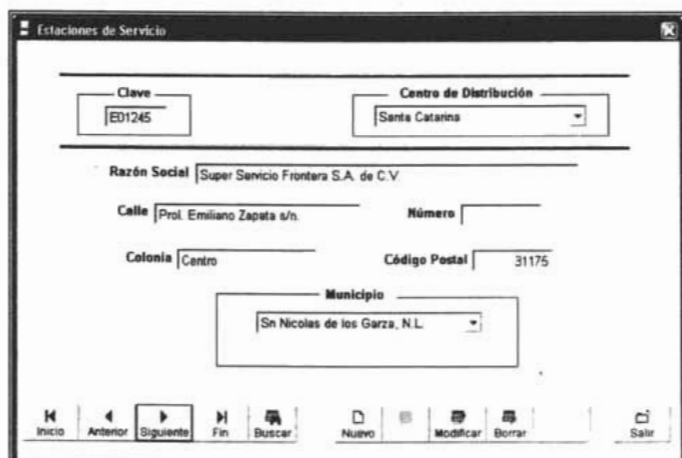 Estaciones de Servicio
Clave
E01245
Centro de Distribución
Santa Catarina
Razón Social Super Servicio Frontera S.A. de C.V.
Calle Prol. Emiliano Zapata s/n. Número
Colonia Centro Código Postal 31175
Municipio
Sn Nicolas de los Garza, N.L.
Inicio Anterior Siguiente Fin Buscar Nuevo Modificar Borrar Salir